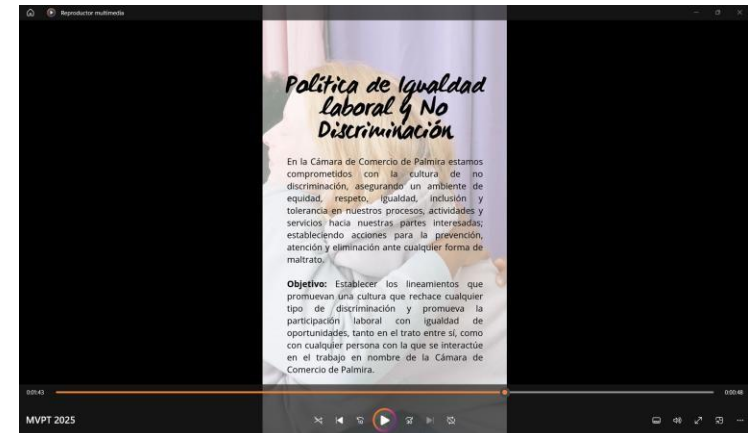 Reproductor multimedia
Política de Igualdad
laboral y No
Discriminación
En la Cámara de Comercio de Palmira estamos
comprometidos con la cultura de no
discriminación, asegurando un ambiente de
equidad, respeto, igualdad, inclusión y
tolerancia en nuestros procesos, actividades y
servicios hacia nuestras partes interesadas;
estableciendo acciones para la prevención,
atención y eliminación ante cualquier forma de
maltrato.
Objetivo: Establecer los lineamientos que
promuevan una cultura que rechace cualquier
tipo de discriminación y promueva la
participación laboral con igualdad de
oportunidades, tanto en el trato entre sí, como
con cualquier persona con la que se interactúe
en el trabajo en nombre de la Cámara de
Comercio de Palmira.
0:01:43
0:00:48
MVPT 2025